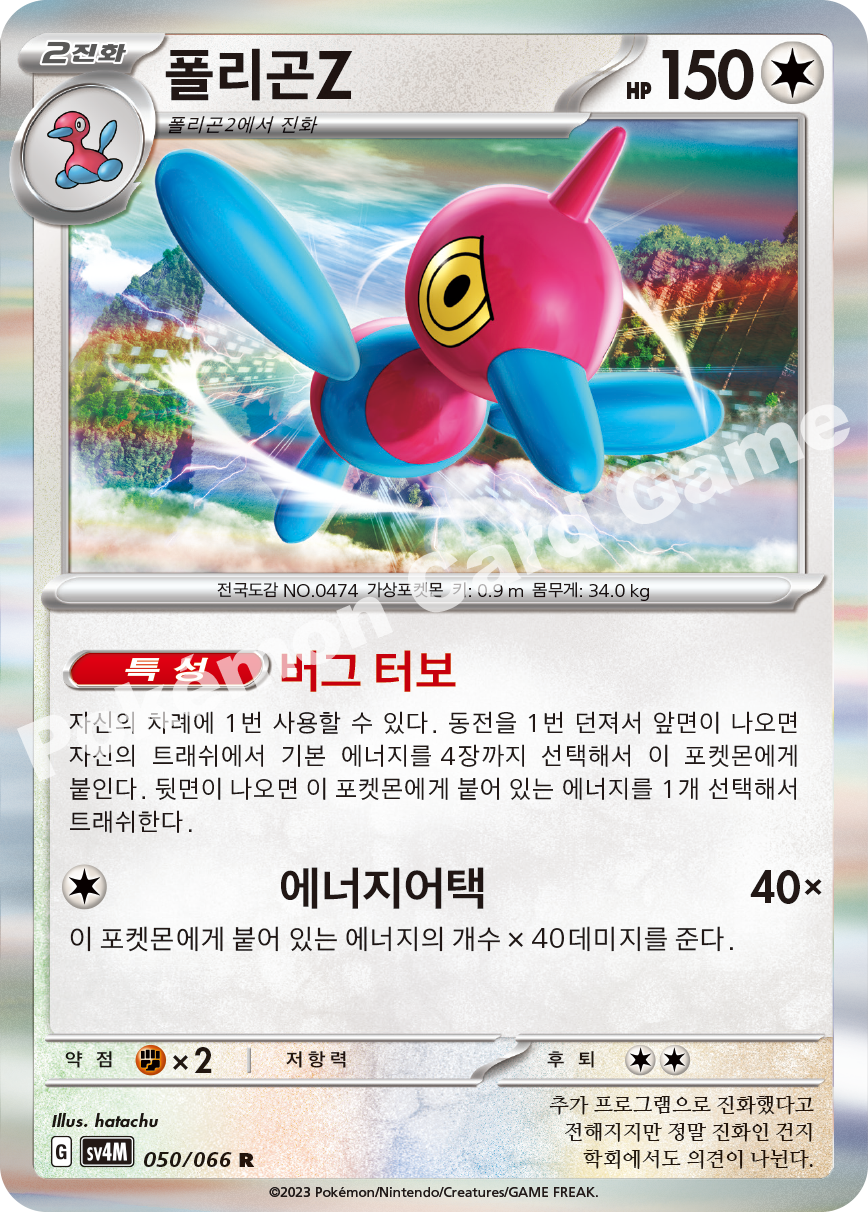 2진화
폴리곤Z
HP 150
폴리곤2에서 진화
전국도감 NO.0474 가상포켓몬 키: 0.9 m 몸무게: 34.0 kg
특성 버그 터보
자신의 차례에 1번 사용할 수 있다. 동전을 1번 던져서 앞면이 나오면
자신의 트래쉬에서 기본 에너지를 4장까지 선택해서 이 포켓몬에게
붙인다. 뒷면이 나오면 이 포켓몬에게 붙어 있는 에너지를 1개 선택해서
트래쉬한다.
에너지어택 40×
이 포켓몬에게 붙어 있는 에너지의 개수 × 40데미지를 준다.
약점 ×2 저항력 후퇴
추가 프로그램으로 진화했다고
전해지지만 정말 진화인 건지
학회에서도 의견이 나뉜다.
Illus. hatachu
G sv4M 050/066 R
©2023 Pokémon/Nintendo/Creatures/GAME FREAK.
Pokémon Card Game